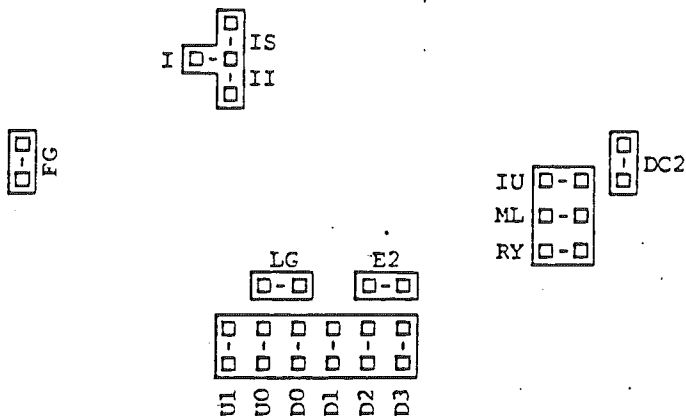 IS
I
II
FG
DC2
IU
ML
RY
LG E2
U1 U0 D0 D1 D2 D3